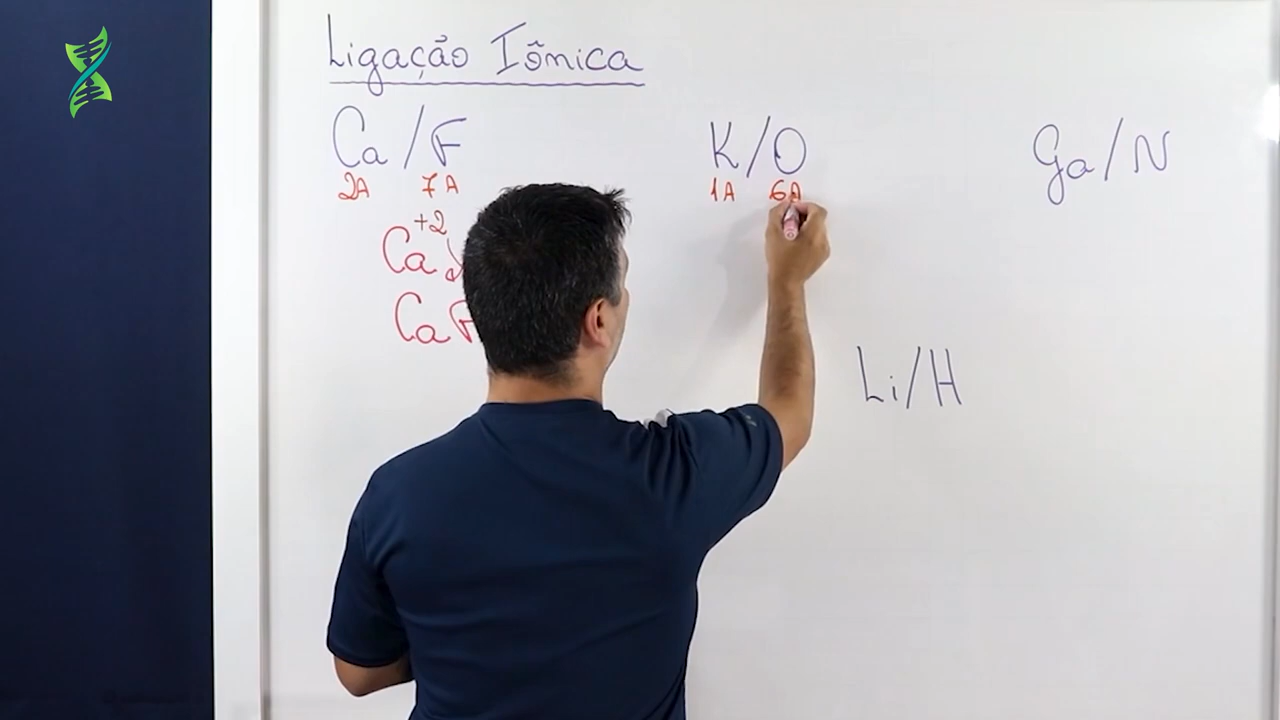 Ligação Iônica
Ca/F
2A 7A
Ca+2
Ca F
K/O
1A 6A
Ga/N
Li/H